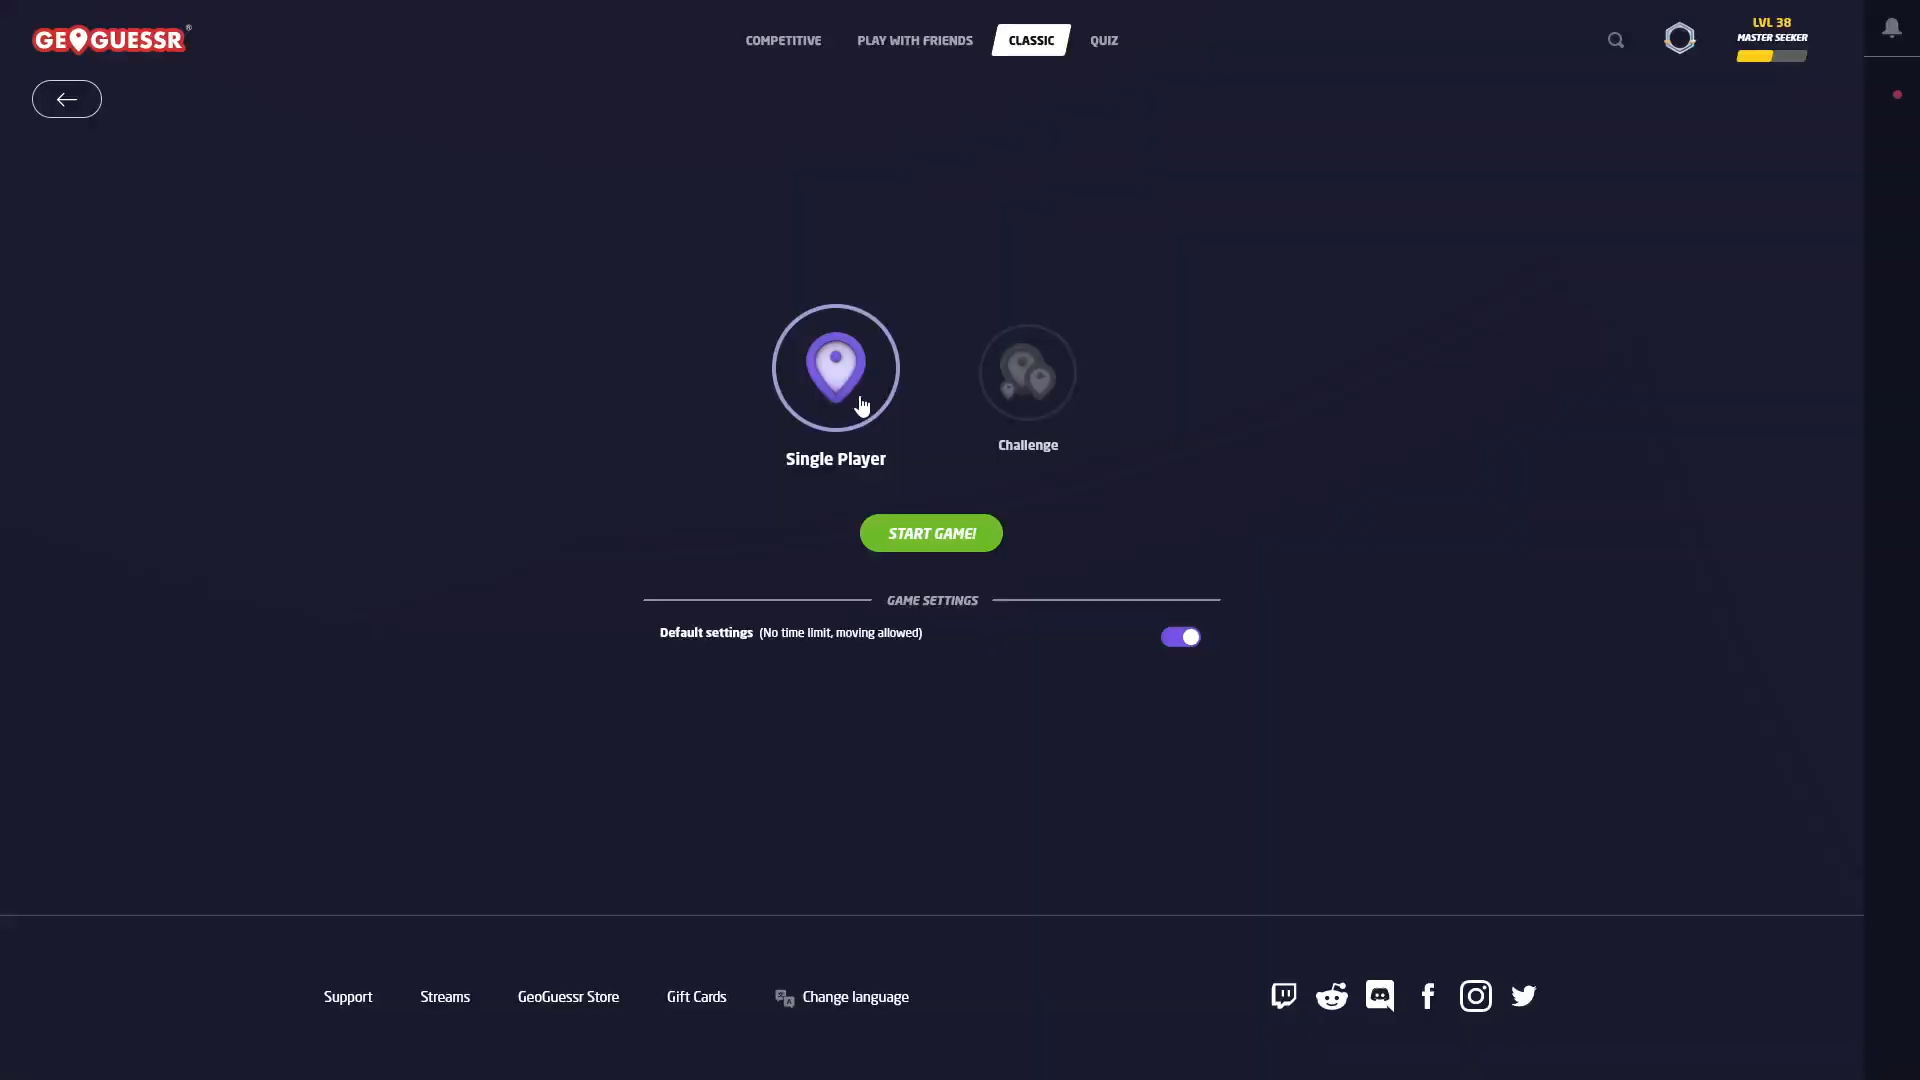 GEOGUESSR®
COMPETITIVE
PLAY WITH FRIENDS
CLASSIC
QUIZ
LVL 38
MASTER SEEKER
Single Player
Challenge
START GAME!
GAME SETTINGS
Default settings (No time limit, moving allowed)
Support
Streams
GeoGuessr Store
Gift Cards
Change language